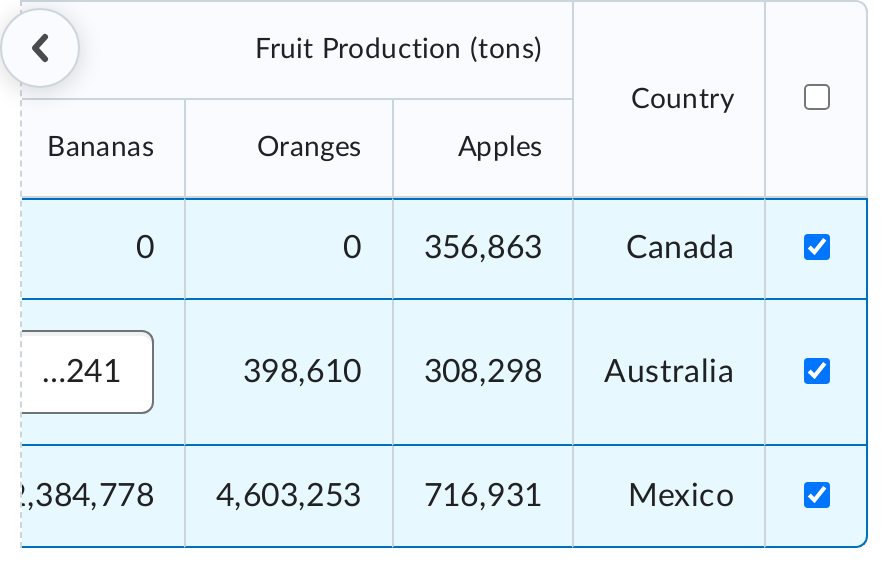 Fruit Production (tons)
Country
Bananas Oranges Apples
0 0 356,863 Canada
...241 398,610 308,298 Australia
,384,778 4,603,253 716,931 Mexico